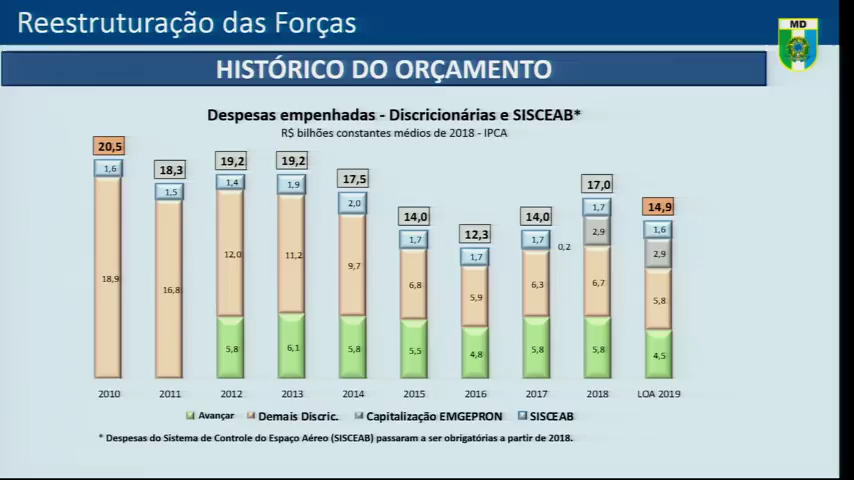 Reestruturação das Forças
MD
HISTÓRICO DO ORÇAMENTO
Despesas empenhadas - Discricionárias e SISCEAB*
R$ bilhões constantes médios de 2018 - IPCA
20,5 18,3 19,2 19,2 17,5 14,0 12,3 14,0 17,0 14,9
1,6 1,5 1,4 1,9 2,0 1,7 1,7 1,7 1,7 1,6
0,2 2,9 2,9
18,9 16,8 12,0 11,2 9,7 6,8 5,9 6,3 6,7 5,8
5,8 6,1 5,8 5,5 4,8 5,8 5,8 4,5
2010 2011 2012 2013 2014 2015 2016 2017 2018 LOA 2019
Avançar Demais Discric. Capitalização EMGEPRON SISCEAB
* Despesas do Sistema de Controle do Espaço Aéreo (SISCEAB) passaram a ser obrigatórias a partir de 2018.